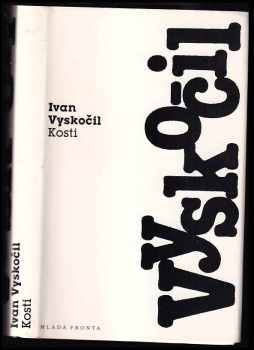 Ivan
Vyskočil
Kosti
vyskočil
MLADÁ FRONTA
Ivan Vyskočil
Kosti